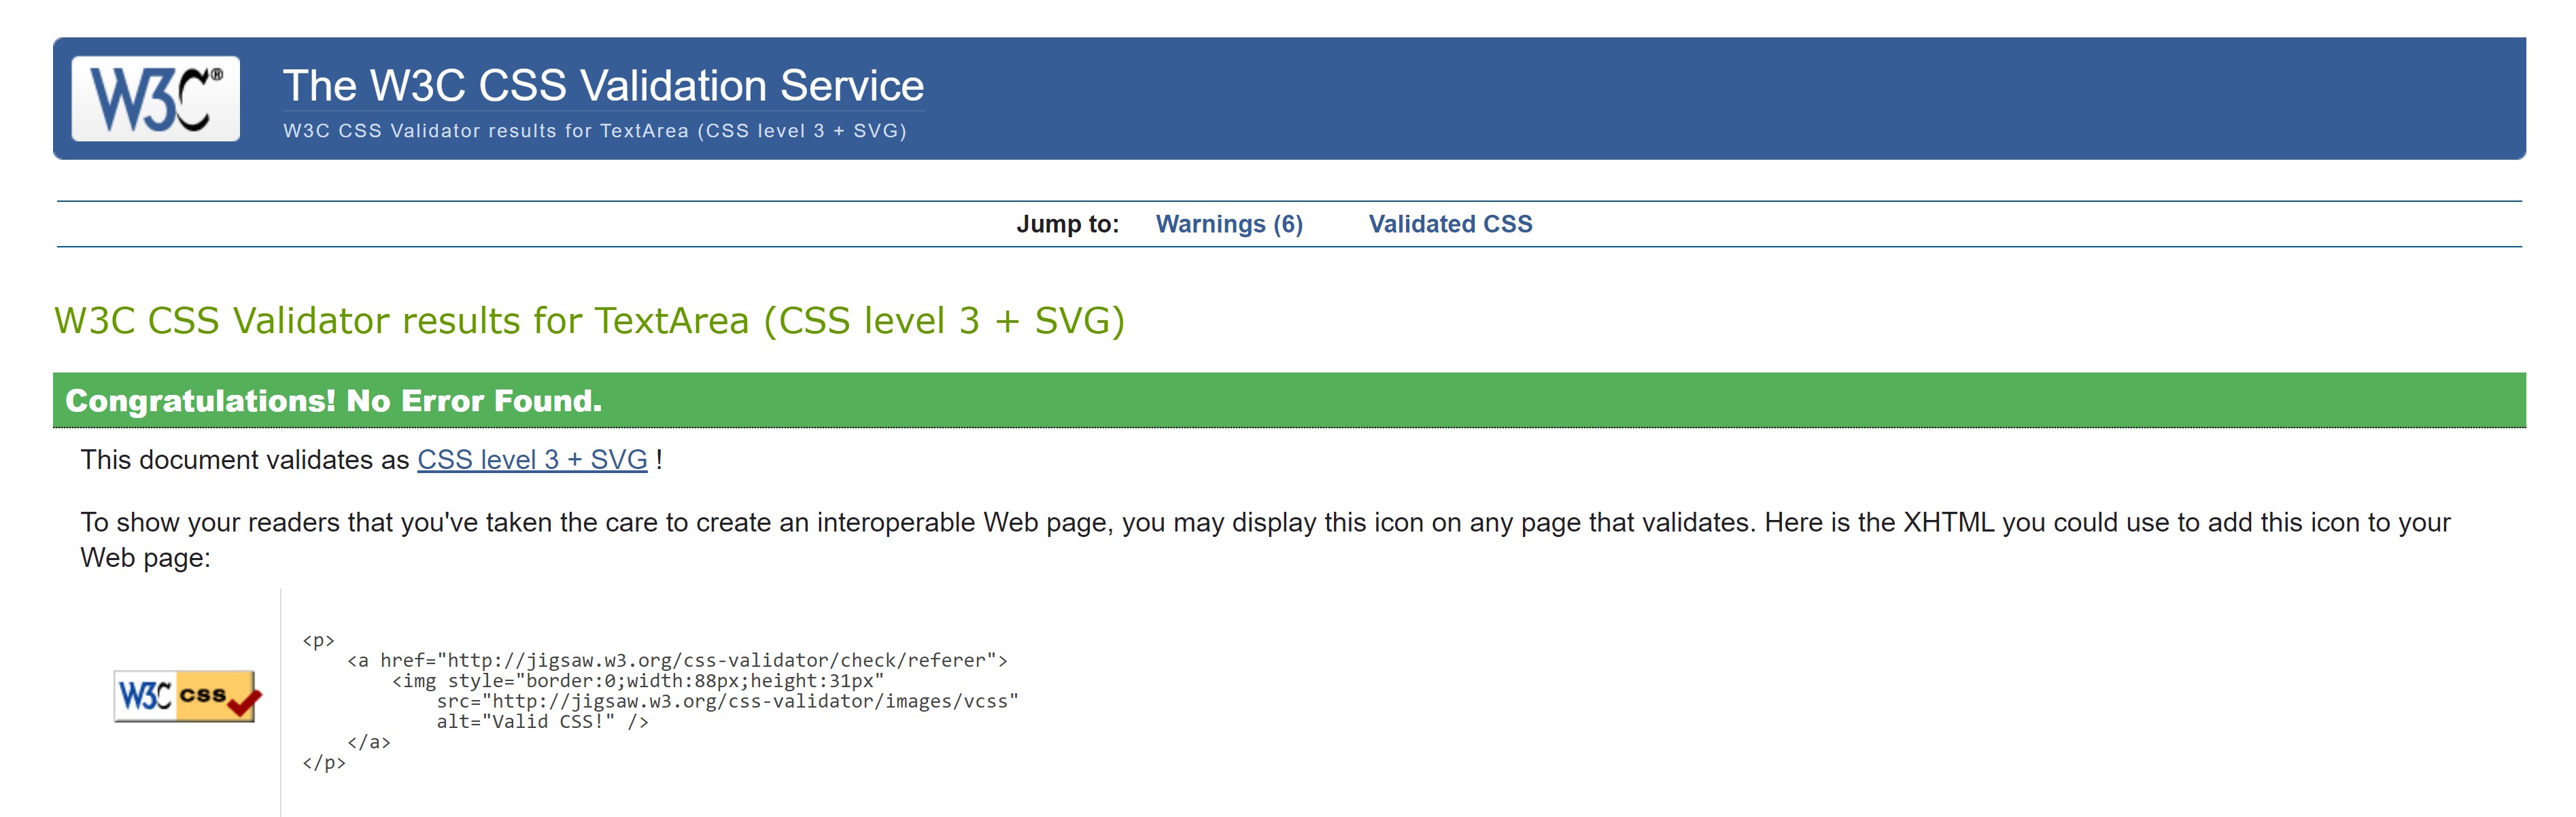 W3C®
The W3C CSS Validation Service
W3C CSS Validator results for TextArea (CSS level 3 + SVG)
Jump to: Warnings (6) Validated CSS
W3C CSS Validator results for TextArea (CSS level 3 + SVG)
Congratulations! No Error Found.
This document validates as CSS level 3 + SVG !
To show your readers that you've taken the care to create an interoperable Web page, you may display this icon on any page that validates. Here is the XHTML you could use to add this icon to your
Web page:
W3C css
<p>
    <a href="http://jigsaw.w3.org/css-validator/check/referer">
        <img style="border:0;width:88px;height:31px"
            src="http://jigsaw.w3.org/css-validator/images/vcss"
            alt="Valid CSS!" />
    </a>
</p>